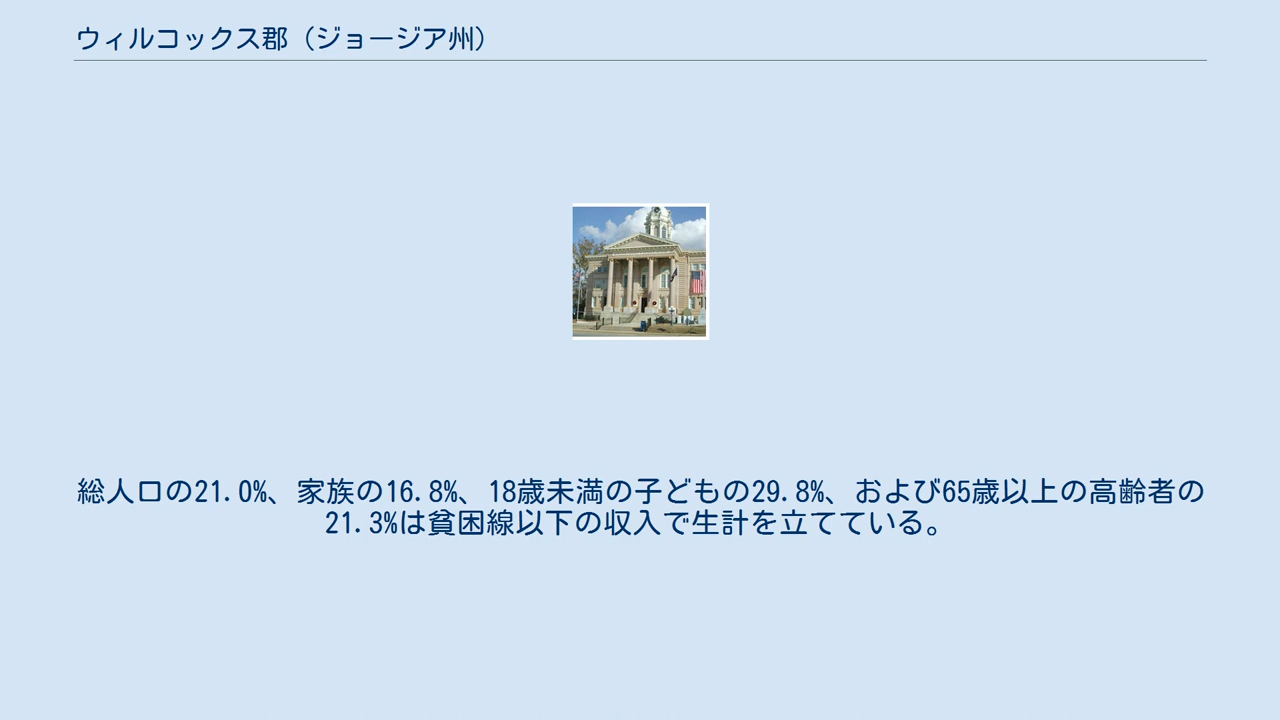 ウィルコックス郡（ジョージア州）
総人口の21.0%、家族の16.8%、18歳未満の子どもの29.8%、および65歳以上の高齢者の
21.3%は貧困線以下の収入で生計を立てている。